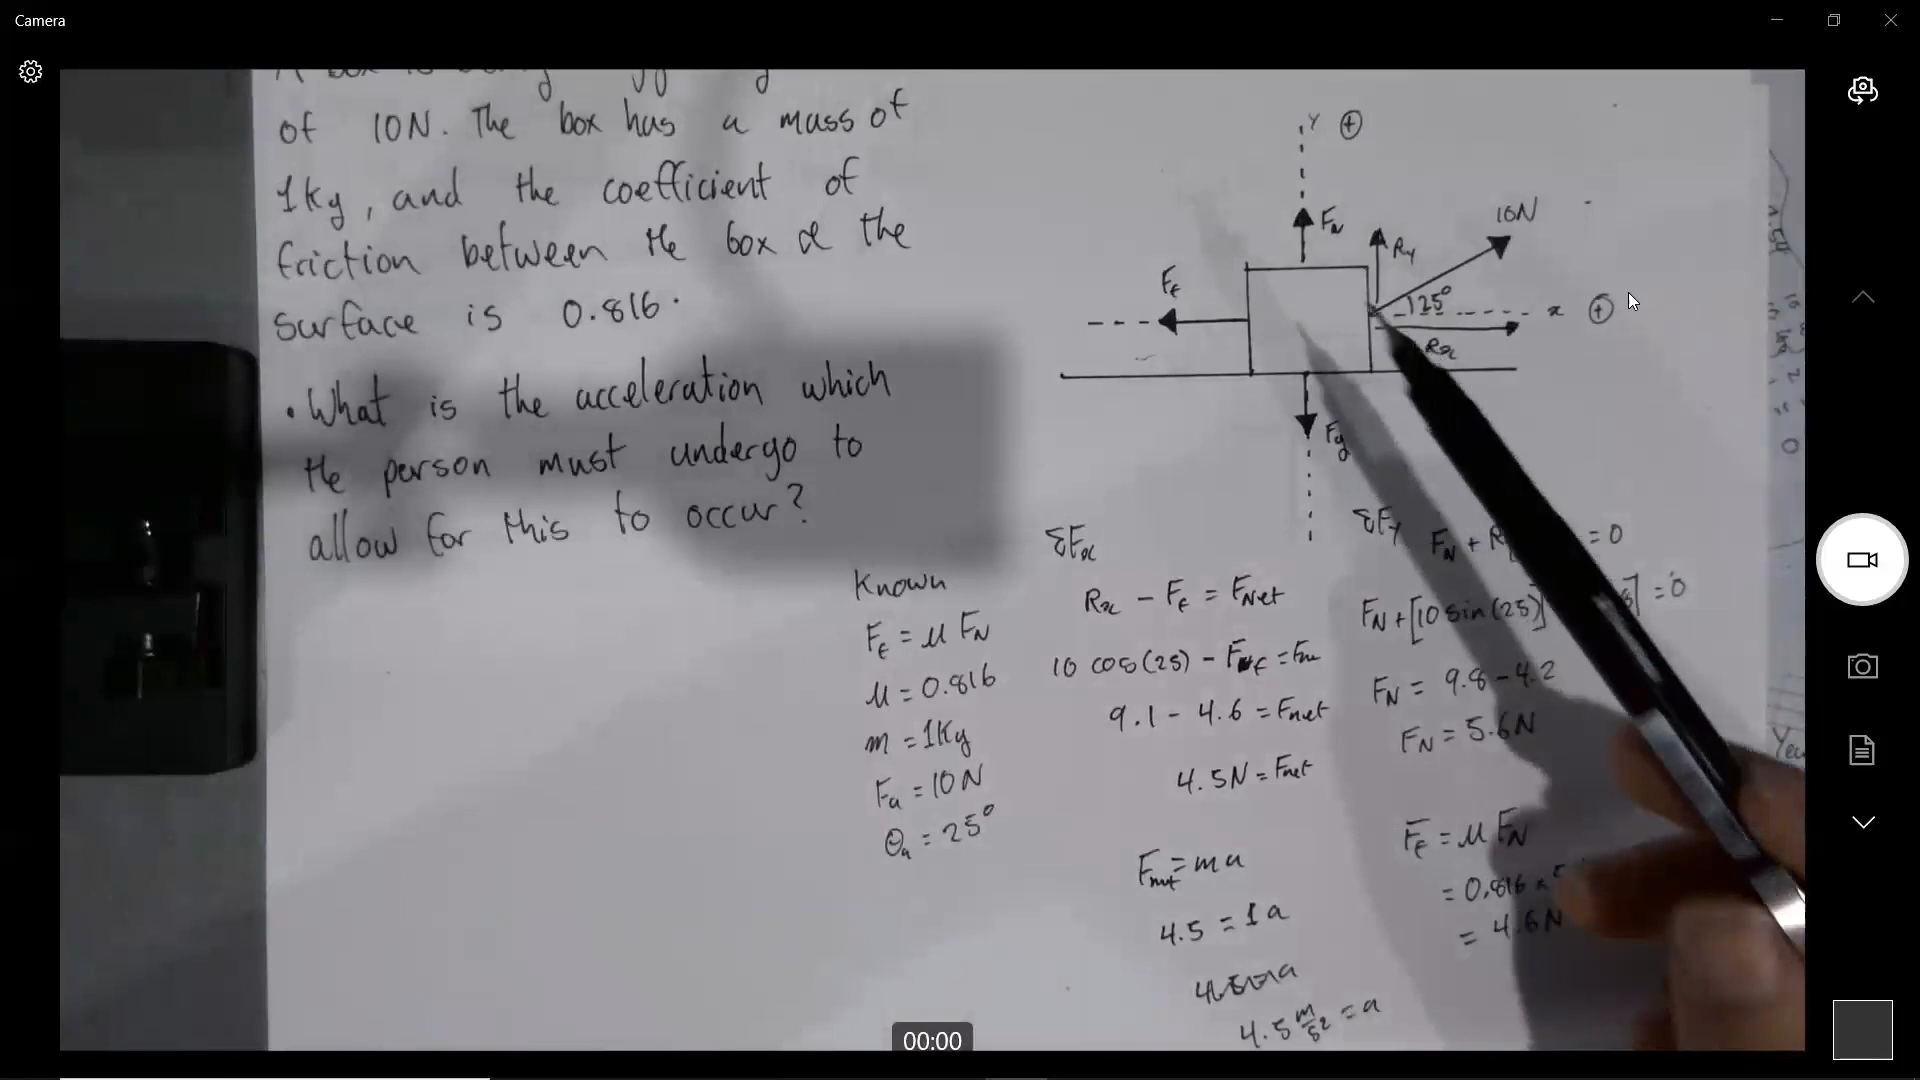 Camera
of 10N. The box has a mass of
1kg, and the coefficient of
friction between the box & the
surface is 0.816.
• What is the acceleration which
the person must undergo to
allow for this to occur?
Y +
FN
10N
Ry
Ff
25°
x +
Rx
Fg
Known
Ff = μ FN
μ = 0.816
m = 1kg
Fa = 10N
θa = 25°
ΣFx
Rx - Ff = FNet
10 cos(25) - Ff = Fnet
9.1 - 4.6 = Fnet
4.5N = Fnet
Fnet = ma
4.5 = 1a
4.5 m/s² = a
ΣFy
FN + R = 0
FN + [10 sin(25)] = 0
FN = 9.8 - 4.2
FN = 5.6N
Ff = μ FN
= 0.816 ×
= 4.6N
00:00